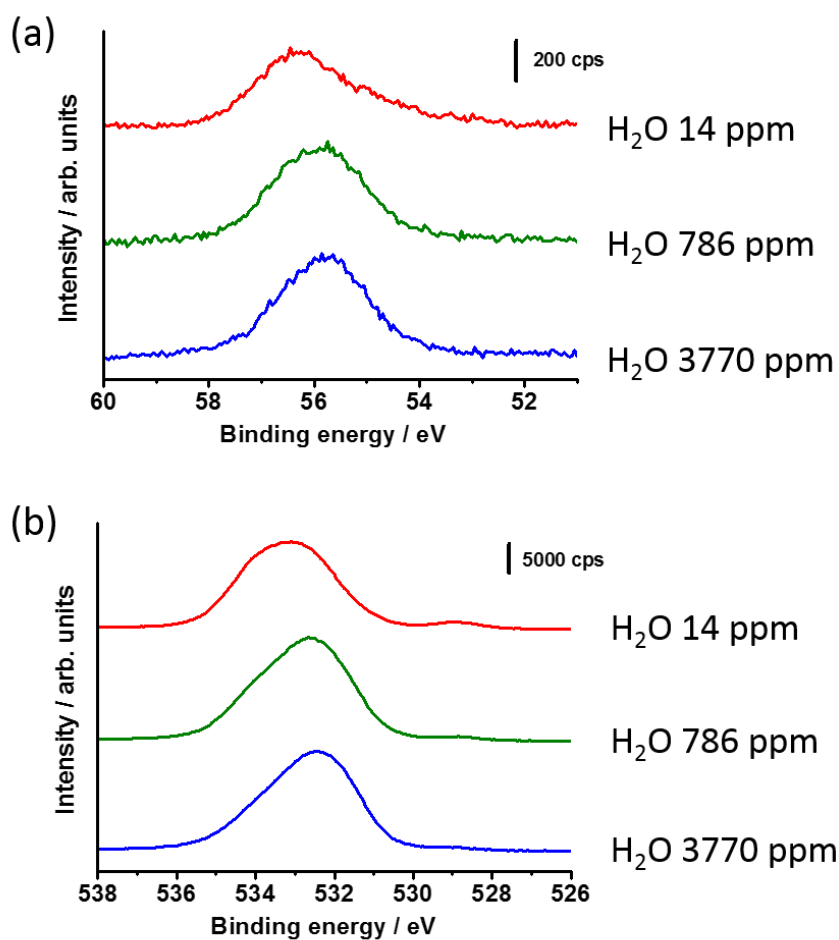 (a)
200 cps
Intensity / arb. units
H₂O 14 ppm
H₂O 786 ppm
H₂O 3770 ppm
60 58 56 54 52
Binding energy / eV
(b)
5000 cps
Intensity / arb. units
H₂O 14 ppm
H₂O 786 ppm
H₂O 3770 ppm
538 536 534 532 530 528 526
Binding energy / eV